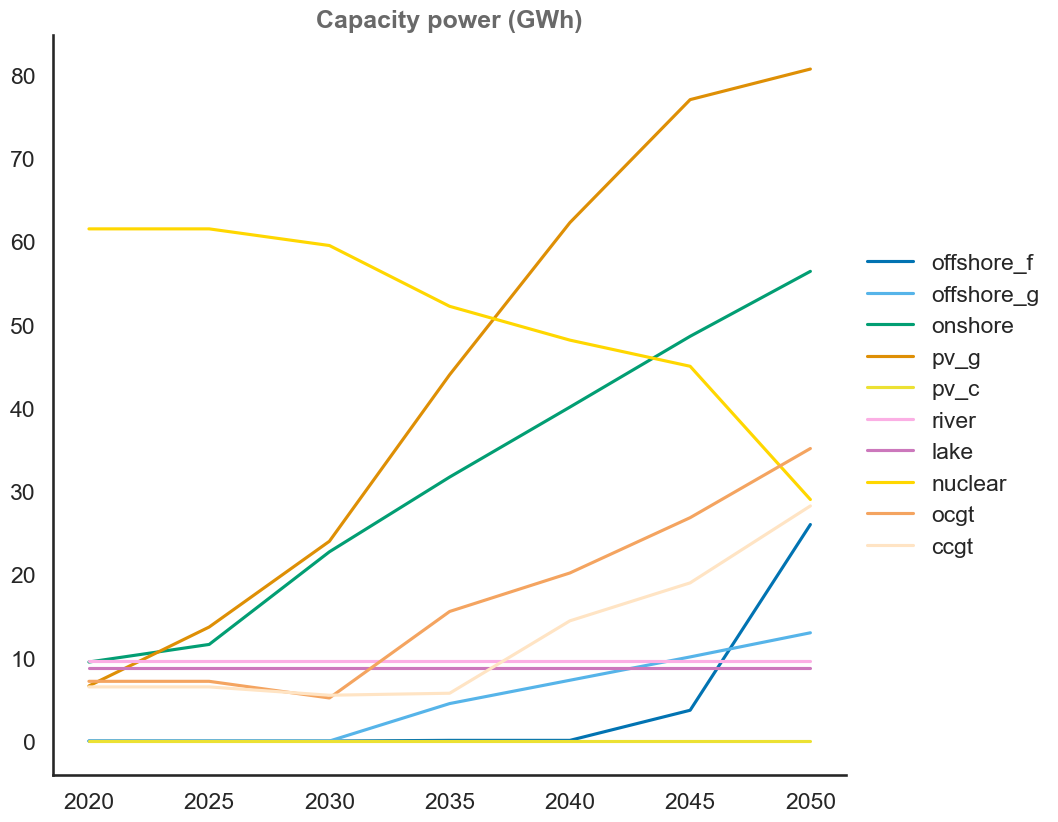 Capacity power (GWh)
80
70
60
50
40
30
20
10
0
2020 2025 2030 2035 2040 2045 2050
offshore_f
offshore_g
onshore
pv_g
pv_c
river
lake
nuclear
ocgt
ccgt